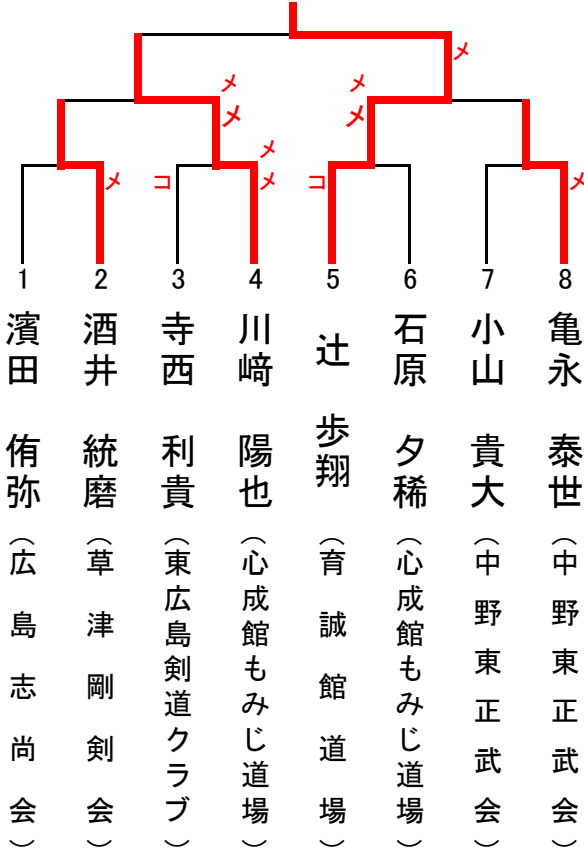 メ
メ
メ
メ
メ
メ
メ
コ
メ
コ
メ
1
2
3
4
5
6
7
8
濱田 侑弥（広島志尚会）
酒井 統磨（草津剛剣会）
寺西 利貴（東広島剣道クラブ）
川﨑 陽也（心成館もみじ道場）
辻 歩翔（育誠館道場）
石原 夕稀（心成館もみじ道場）
小山 貴大（中野東正武会）
亀永 泰世（中野東正武会）